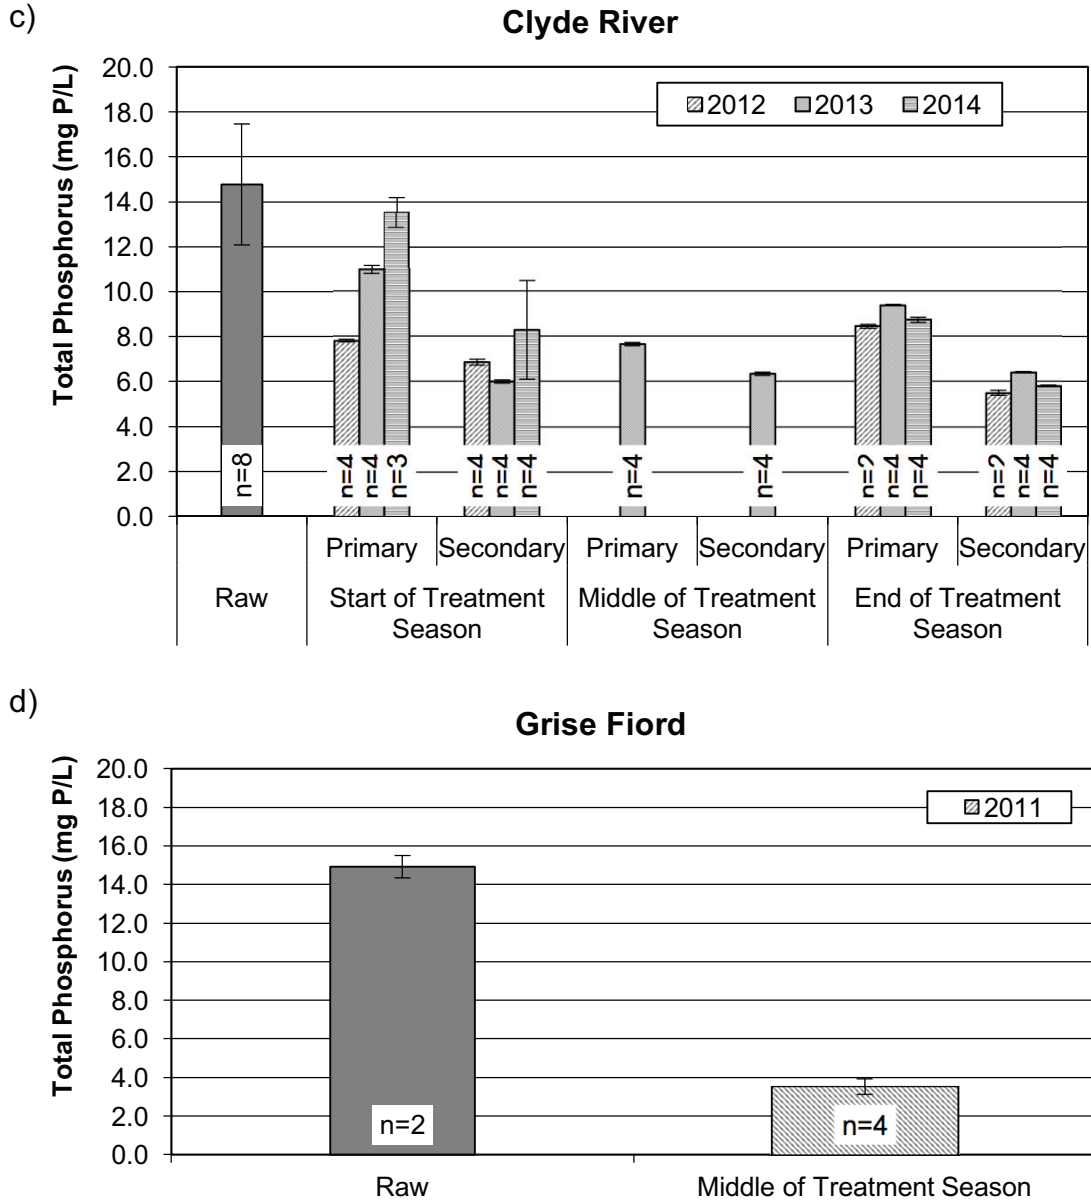 c)
Clyde River
Total Phosphorus (mg P/L)
20.0
18.0
16.0
14.0
12.0
10.0
8.0
6.0
4.0
2.0
0.0
2012 2013 2014
n=8
n=4
n=4
n=3
n=4
n=4
n=4
n=4
n=4
n=2
n=4
n=4
n=2
n=4
n=4
Primary Secondary Primary Secondary Primary Secondary
Raw
Start of Treatment
Season
Middle of Treatment
Season
End of Treatment
Season
d)
Grise Fiord
Total Phosphorus (mg P/L)
20.0
18.0
16.0
14.0
12.0
10.0
8.0
6.0
4.0
2.0
0.0
2011
n=2
n=4
Raw
Middle of Treatment Season